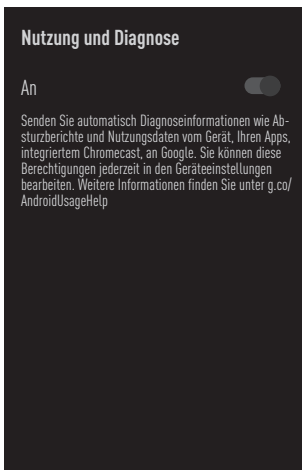 Nutzung und Diagnose
An
Senden Sie automatisch Diagnoseinformationen wie Ab-
sturzberichte und Nutzungsdaten vom Gerät, Ihren Apps,
integriertem Chromecast, an Google. Sie können diese
Berechtigungen jederzeit in den Geräteeinstellungen
bearbeiten. Weitere Informationen finden Sie unter g.co/
AndroidUsageHelp